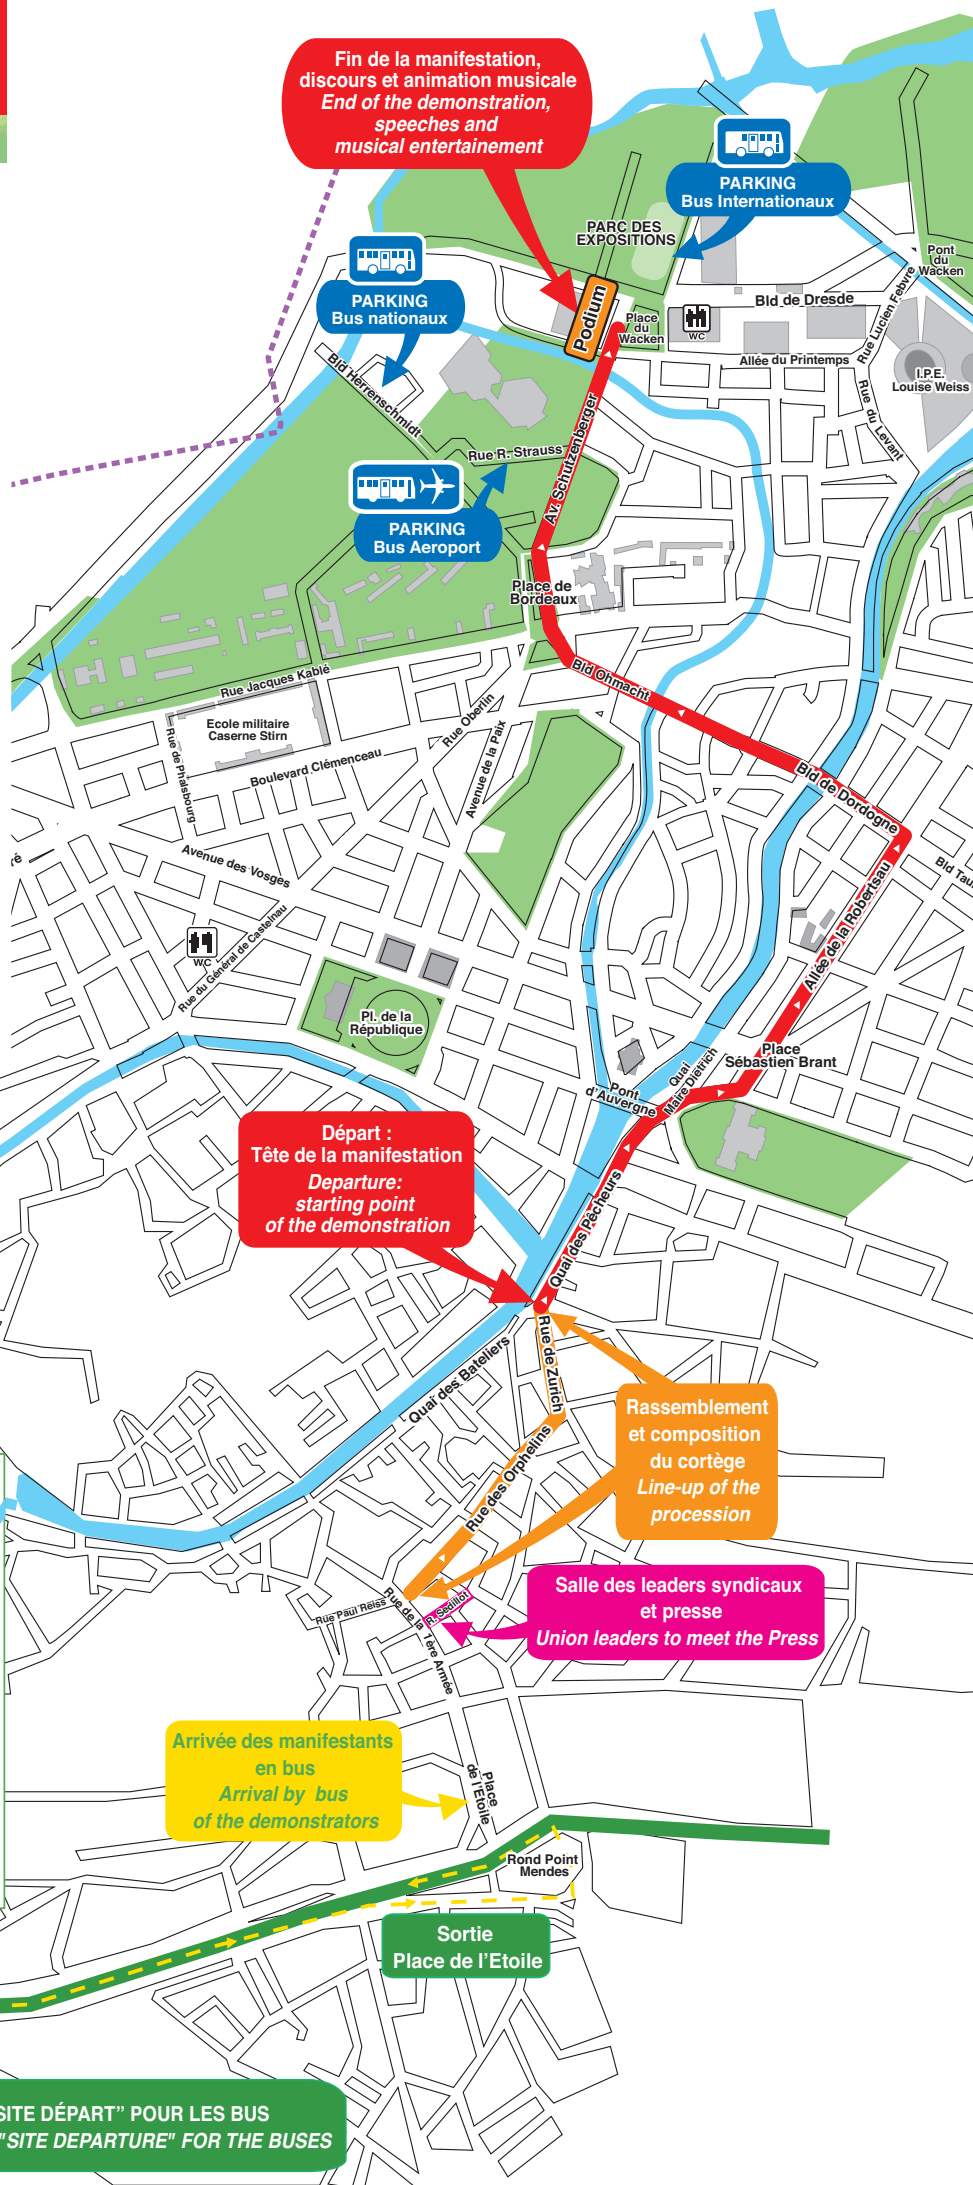 Fin de la manifestation,
discours et animation musicale
End of the demonstration,
speeches and
musical entertainement
PARKING
Bus Internationaux
PARC DES
EXPOSITIONS
Pont
du
Wacken
PARKING
Bus nationaux
Podium
Place
du
Wacken
WC
Bld de Dresde
Rue Lucien Febvre
Allée du Printemps
I.P.E.
Louise Weiss
Rue du Levant
Bld Herrenschmidt
Rue R. Strauss
Av. Schutzenberger
PARKING
Bus Aeroport
Place de
Bordeaux
Bld Ohmacht
Rue Jacques Kablé
Ecole militaire
Caserne Stirn
Rue de Phalsbourg
Boulevard Clémenceau
Rue Oberlin
Avenue de la Paix
Bld de Dordogne
Bld Tau
ré
Avenue des Vosges
Allée de la Robertsau
WC
Rue du Général de Castelnau
Pl. de la
République
Place
Sébastien Brant
Quai
Maire Dietrich
Pont
d'Auvergne
Départ :
Tête de la manifestation
Departure:
starting point
of the demonstration
Quai des Pêcheurs
Rue de Zurich
Quai des Bateliers
Rassemblement
et composition
du cortège
Line-up of the
procession
Rue des Orphelins
Salle des leaders syndicaux
et presse
Union leaders to meet the Press
Rue Paul Reiss
R. Sédillot
Rue de la 1ère Armée
Arrivée des manifestants
en bus
Arrival by bus
of the demonstrators
Place
de l'Etoile
Rond Point
Mendes
Sortie
Place de l'Etoile
SITE DÉPART” POUR LES BUS
"SITE DEPARTURE" FOR THE BUSES